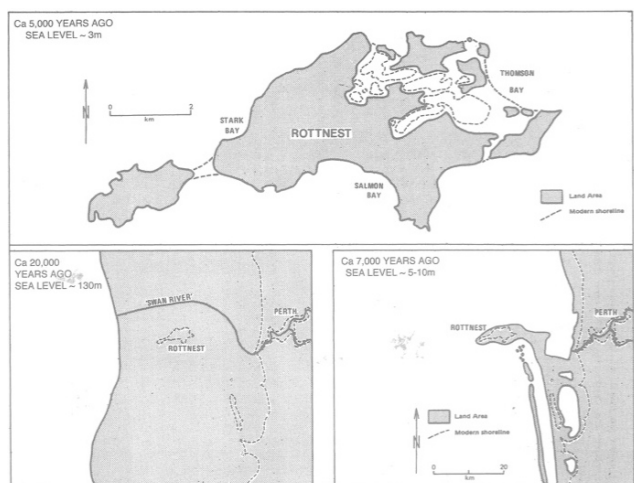 Ca 5,000 YEARS AGO
SEA LEVEL ~ 3m
N
0 2
km
STARK
BAY
ROTTNEST
THOMSON
BAY
SALMON
BAY
Land Area
Modern shoreline
Ca 20,000
YEARS AGO
SEA LEVEL ~ 130m
'SWAN RIVER'
PERTH
ROTTNEST
Ca 7,000 YEARS AGO
SEA LEVEL ~ 5-10m
ROTTNEST
PERTH
Land Area
Modern shoreline
N
0 20
km